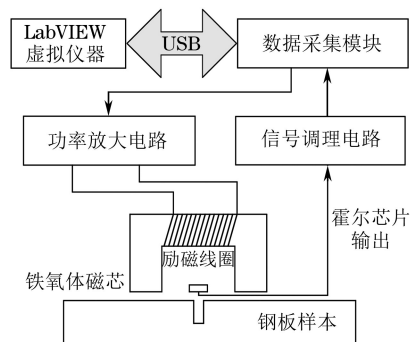 LabVIEW
虚拟仪器
USB
数据采集模块
功率放大电路
信号调理电路
霍尔芯片
输出
励磁线圈
铁氧体磁芯
钢板样本